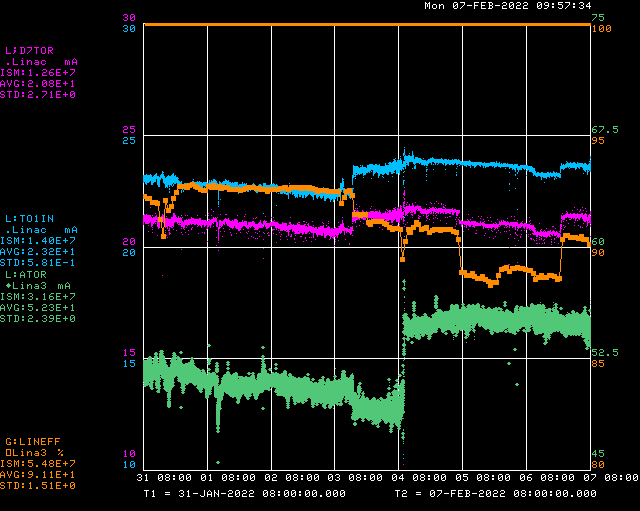 Mon 07-FEB-2022 09:57:34
30 75
30 100
L:D7TOR
.Linac mA
ISM:1.26E+7
AVG:2.08E+1
STD:2.71E+0
25 67.5
25 95
L:TO1IN
.Linac mA
ISM:1.40E+7
AVG:2.32E+1
STD:5.81E-1
20 60
20 90
L:ATOR
Lina3 mA
ISM:3.16E+7
AVG:5.23E+1
STD:2.39E+0
15 52.5
15 85
G:LINEFF
Lina3 %
ISM:5.48E+7
AVG:9.11E+1
STD:1.51E+0
10 45
10 80
31 08:00 01 08:00 02 08:00 03 08:00 04 08:00 05 08:00 06 08:00 07 08:00
T1 = 31-JAN-2022 08:00:00.000 T2 = 07-FEB-2022 08:00:00.000